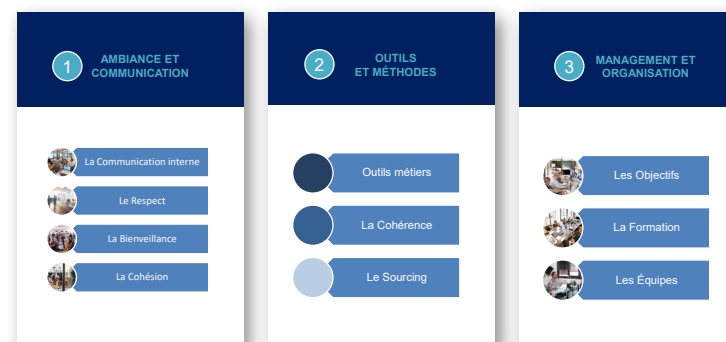 1
AMBIANCE ET
COMMUNICATION
La Communication interne
Le Respect
La Bienveillance
La Cohésion
2
OUTILS
ET MÉTHODES
Outils métiers
La Cohérence
Le Sourcing
3
MANAGEMENT ET
ORGANISATION
Les Objectifs
La Formation
Les Équipes